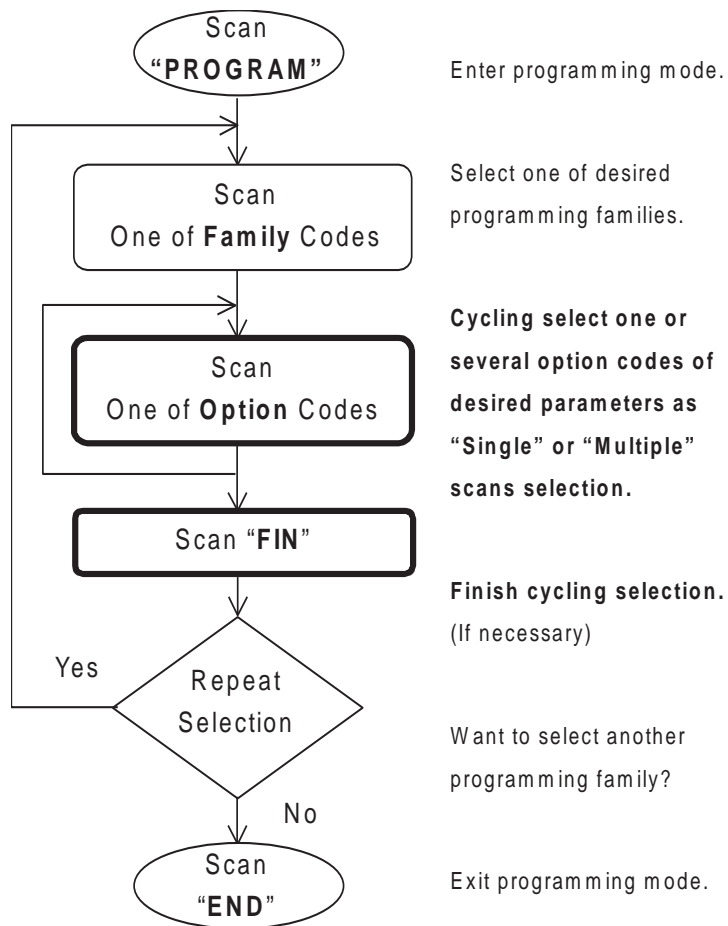 Scan
“PROGRAM”
Enter programming mode.
Scan
One of Family Codes
Select one of desired
programming families.
Scan
One of Option Codes
Cycling select one or
several option codes of
desired parameters as
“Single” or “Multiple”
scans selection.
Scan “FIN”
Finish cycling selection.
(If necessary)
Yes
Repeat
Selection
Want to select another
programming family?
No
Scan
“END”
Exit programming mode.